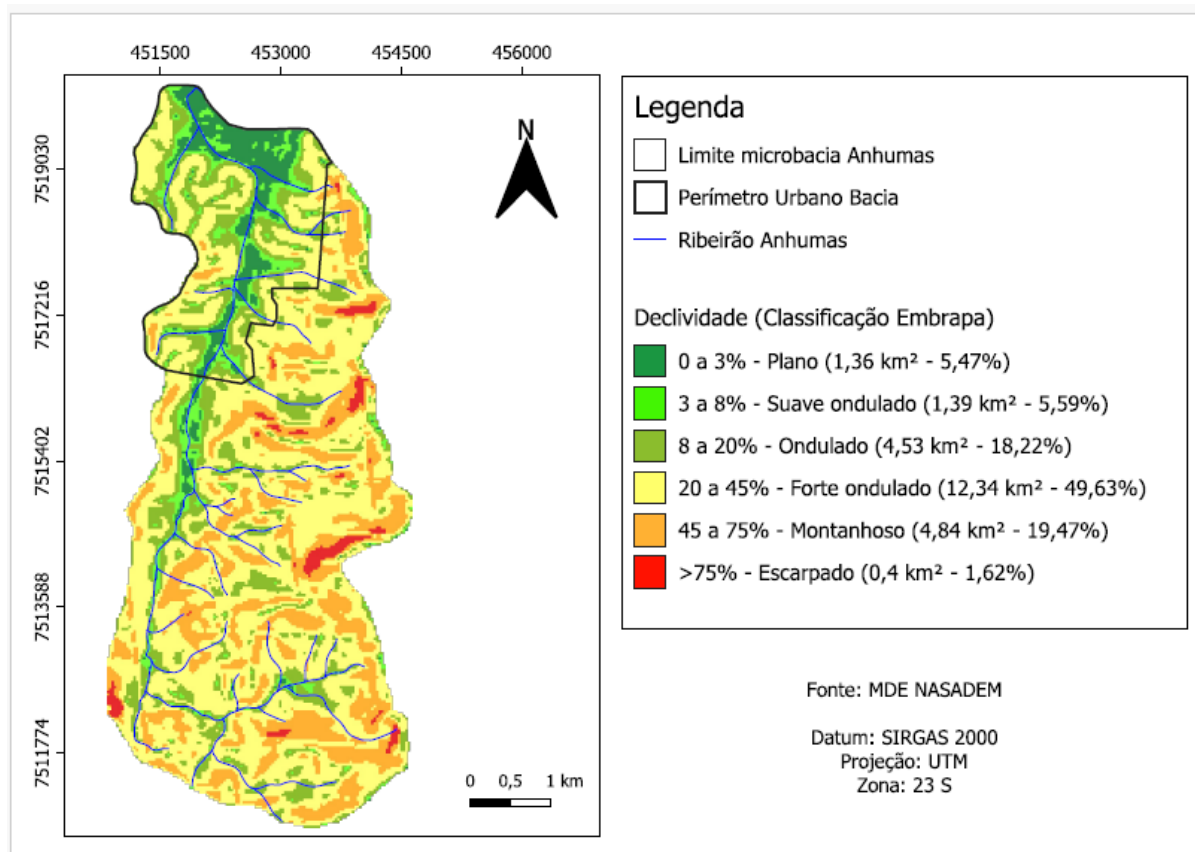 451500 453000 454500 456000
7519030
7517216
7515402
7513588
7511774
N
0 0,5 1 km
Legenda
Limite microbacia Anhumas
Perímetro Urbano Bacia
Ribeirão Anhumas
Declividade (Classificação Embrapa)
0 a 3% - Plano (1,36 km² - 5,47%)
3 a 8% - Suave ondulado (1,39 km² - 5,59%)
8 a 20% - Ondulado (4,53 km² - 18,22%)
20 a 45% - Forte ondulado (12,34 km² - 49,63%)
45 a 75% - Montanhoso (4,84 km² - 19,47%)
>75% - Escarpado (0,4 km² - 1,62%)
Fonte: MDE NASADEM
Datum: SIRGAS 2000
Projeção: UTM
Zona: 23 S